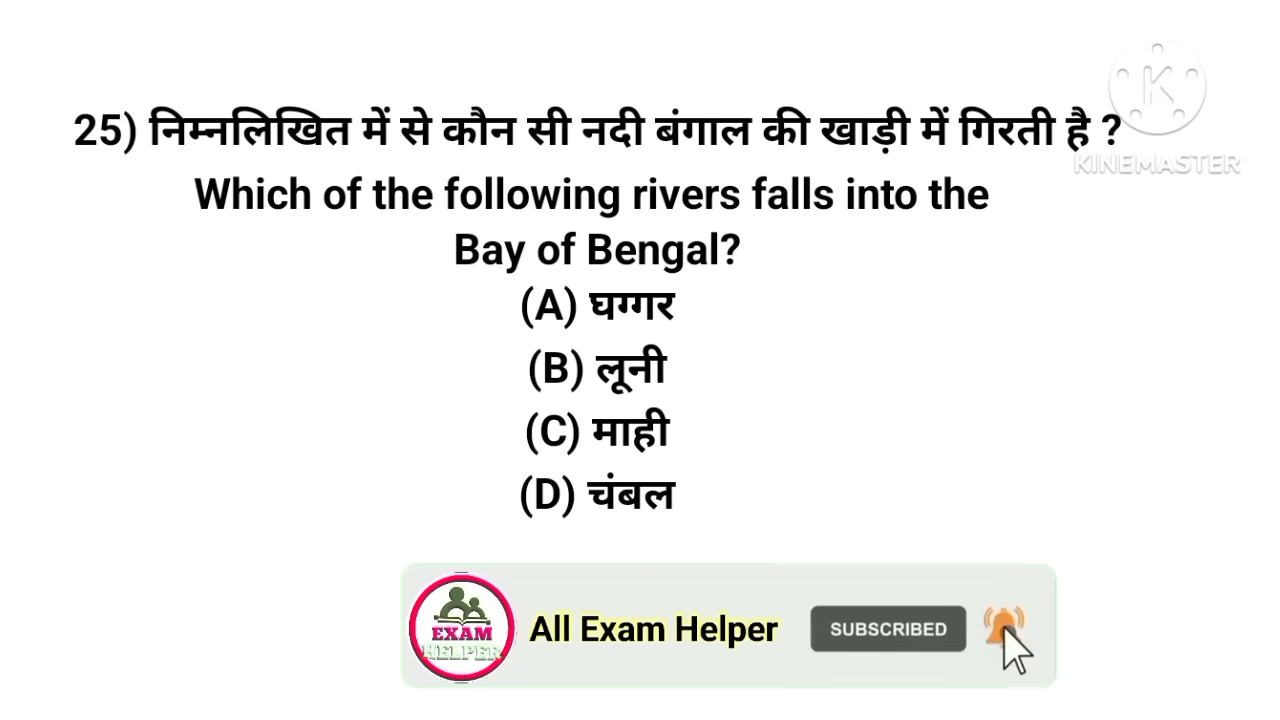 25) निम्नलिखित में से कौन सी नदी बंगाल की खाड़ी में गिरती है ?
KINEMASTER
Which of the following rivers falls into the
Bay of Bengal?
(A) घग्गर
(B) लूनी
(C) माही
(D) चंबल
EXAM
HELPER
All Exam Helper
SUBSCRIBED